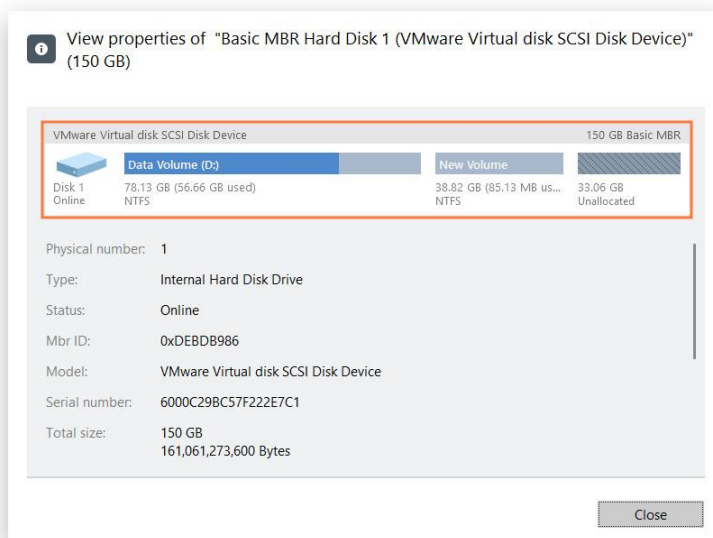 View properties of "Basic MBR Hard Disk 1 (VMware Virtual disk SCSI Disk Device)"
(150 GB)
VMware Virtual disk SCSI Disk Device 150 GB Basic MBR
Data Volume (D:) New Volume
Disk 1 78.13 GB (56.66 GB used) 38.82 GB (85.13 MB us... 33.06 GB
Online NTFS NTFS Unallocated
Physical number: 1
Type: Internal Hard Disk Drive
Status: Online
Mbr ID: 0xDEBDB986
Model: VMware Virtual disk SCSI Disk Device
Serial number: 6000C29BC57F222E7C1
Total size: 150 GB
161,061,273,600 Bytes
Close